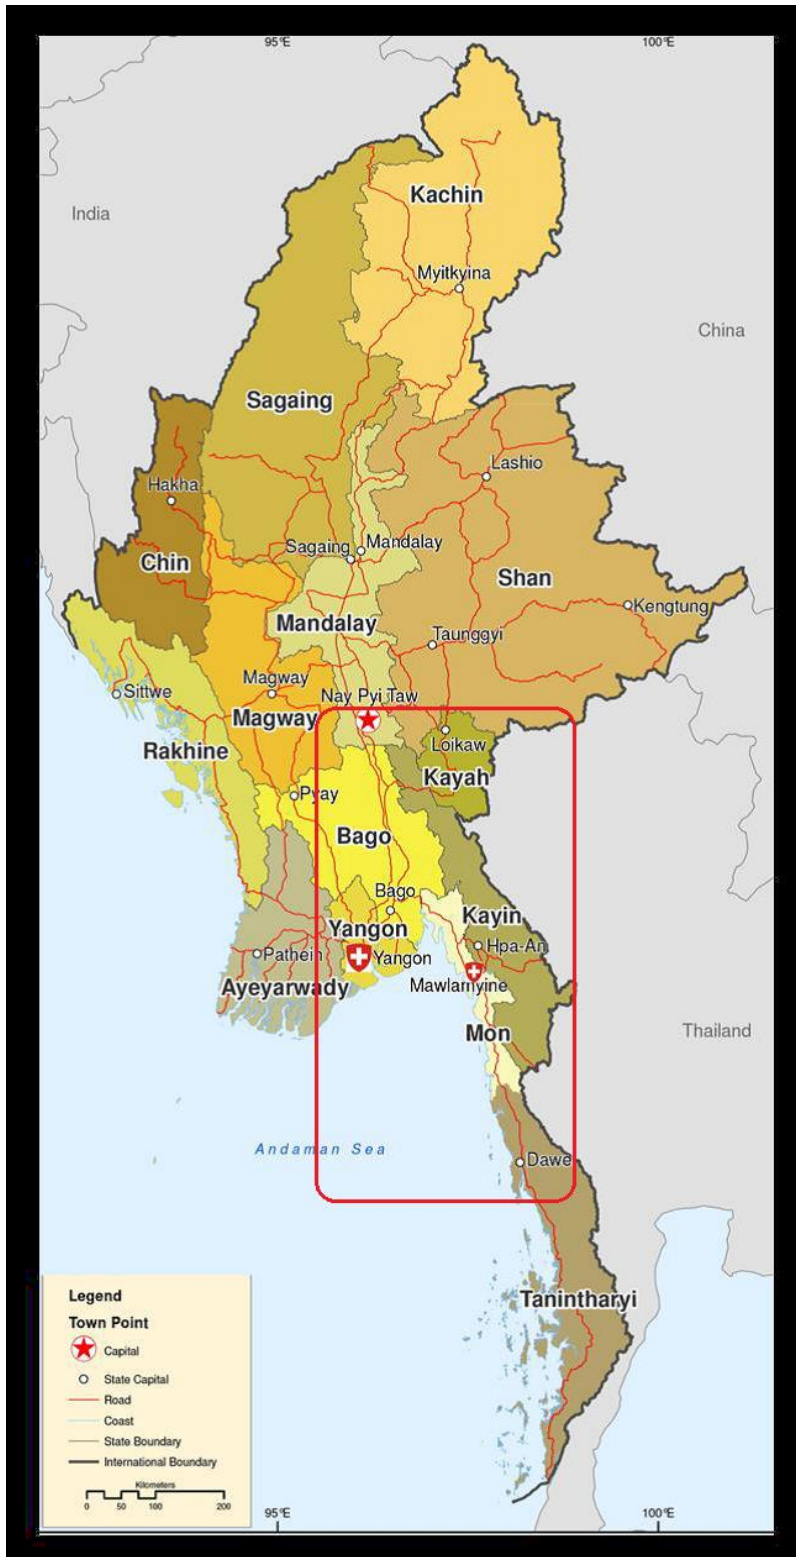 95°E
100°E
India
Kachin
Myitkyina
China
Sagaing
Lashio
Hakha
Sagaing
Mandalay
Chin
Shan
Kengtung
Mandalay
Taunggyi
Magway
Sittwe
Nay Pyi Taw
Magway
Rakhine
Loikaw
Kayah
Pyay
Bago
Bago
Kayin
Yangon
Hpa-An
Pathein
Yangon
Ayeyarwady
Mawlamyine
Mon
Thailand
Andaman Sea
Dawe
Tanintharyi
Legend
Town Point
Capital
State Capital
Road
Coast
State Boundary
International Boundary
Kilometers
0 50 100 200
95°E
100°E